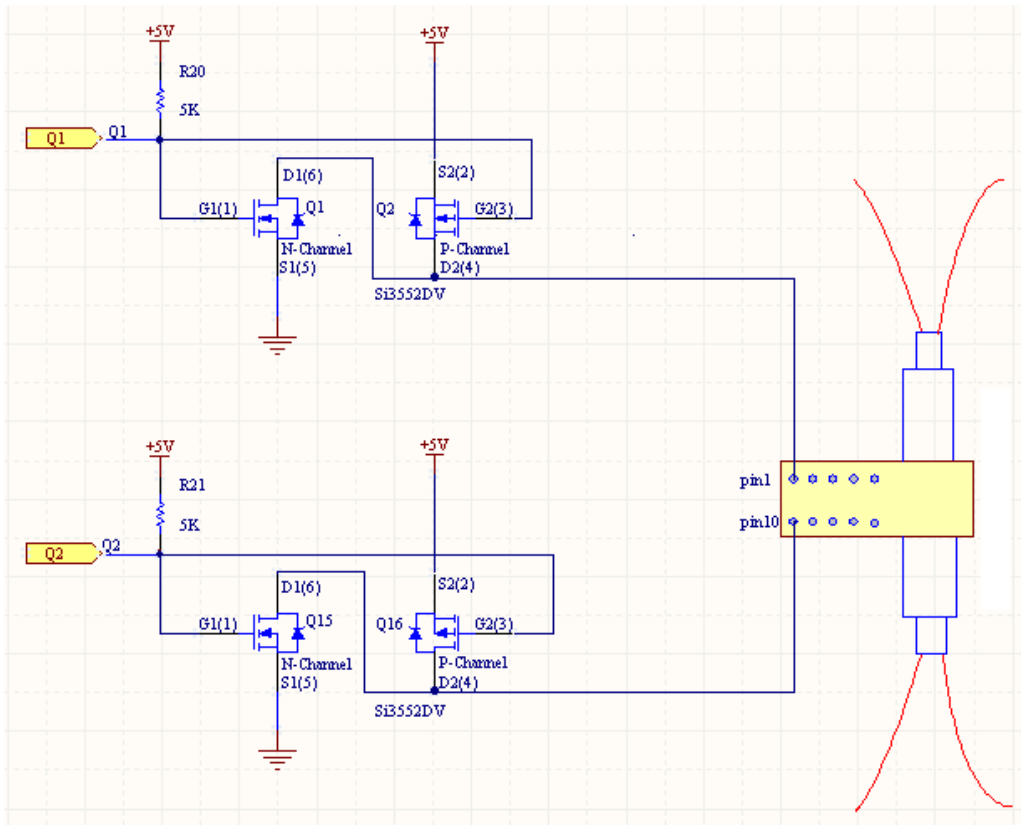 +5V
+5V
R20
5K
Q1
Q1
D1(6)
S2(2)
G1(1)
Q1
Q2
G2(3)
N-Channel
P-Channel
S1(5)
D2(4)
Si3552DV
+5V
+5V
R21
pin1
5K
pin10
Q2
Q2
D1(6)
S2(2)
G1(1)
Q15
Q16
G2(3)
N-Channel
P-Channel
S1(5)
D2(4)
Si3552DV